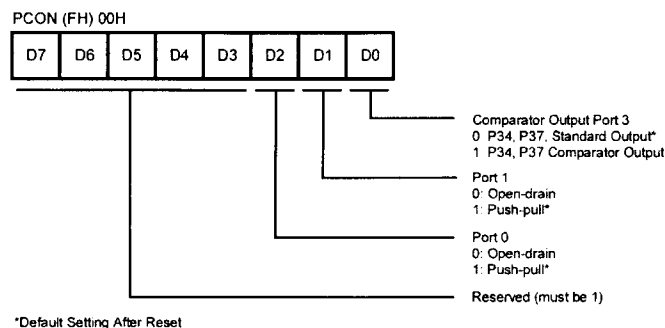 PCON (FH) 00H
D7 D6 D5 D4 D3 D2 D1 D0
Comparator Output Port 3
0 P34, P37, Standard Output*
1 P34, P37 Comparator Output
Port 1
0: Open-drain
1: Push-pull*
Port 0
0: Open-drain
1: Push-pull*
Reserved (must be 1)
*Default Setting After Reset